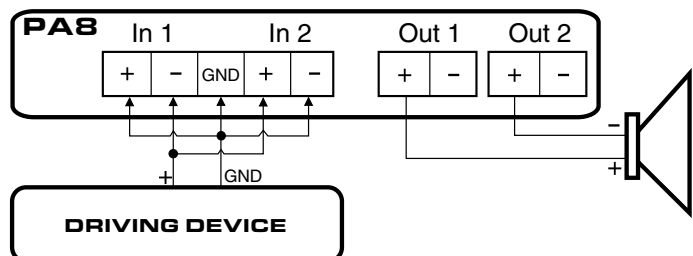 PA8
In 1 In 2 Out 1 Out 2
+ − GND + − + − + −
−
+
+ GND
DRIVING DEVICE